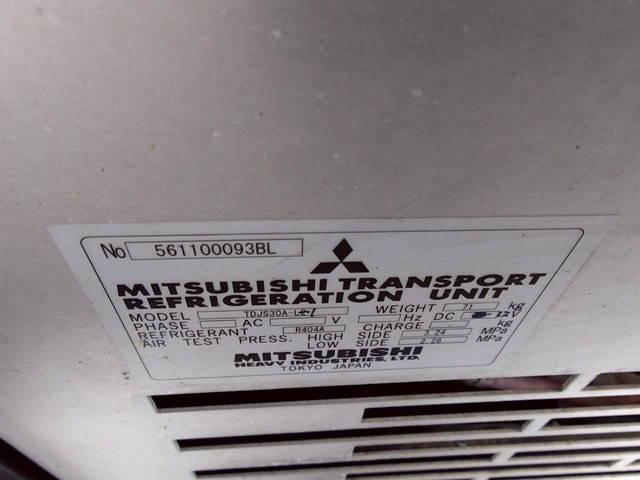 No 561100093BL
MITSUBISHI TRANSPORT
REFRIGERATION UNIT
MODEL TDJS30A-L WEIGHT 71 kg
PHASE AC V Hz DC 12V
REFRIGERANT R404A CHARGE kg
AIR TEST PRESS. HIGH SIDE 3.24 MPa
LOW SIDE 2.26 MPa
MITSUBISHI
HEAVY INDUSTRIES, LTD.
TOKYO JAPAN